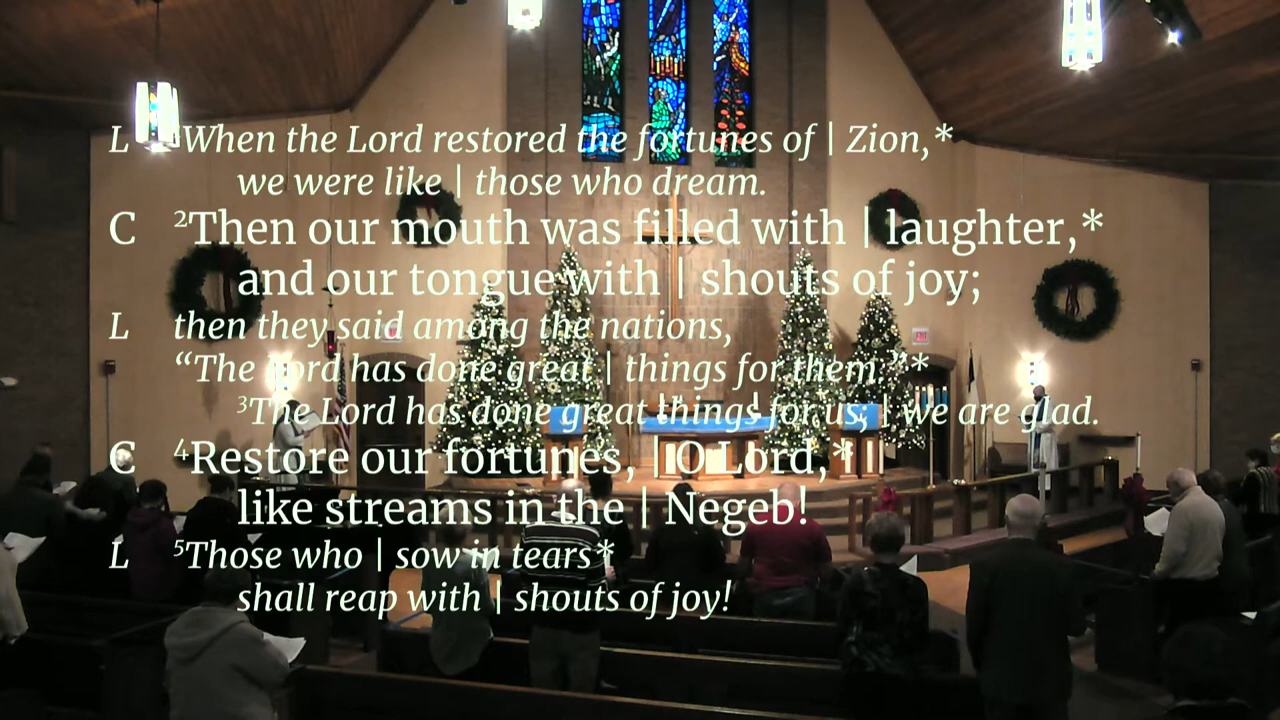 L ¹When the Lord restored the fortunes of | Zion,*
we were like | those who dream.
C ²Then our mouth was filled with | laughter,*
and our tongue with | shouts of joy;
L then they said among the nations,
“The Lord has done great | things for them.”*
³The Lord has done great things for us; | we are glad.
C ⁴Restore our fortunes, | O Lord,*
like streams in the | Negeb!
L ⁵Those who | sow in tears*
shall reap with | shouts of joy!